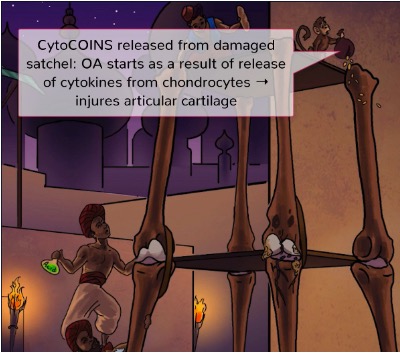 CytoCOINS released from damaged
satchel: OA starts as a result of release
of cytokines from chondrocytes →
injures articular cartilage